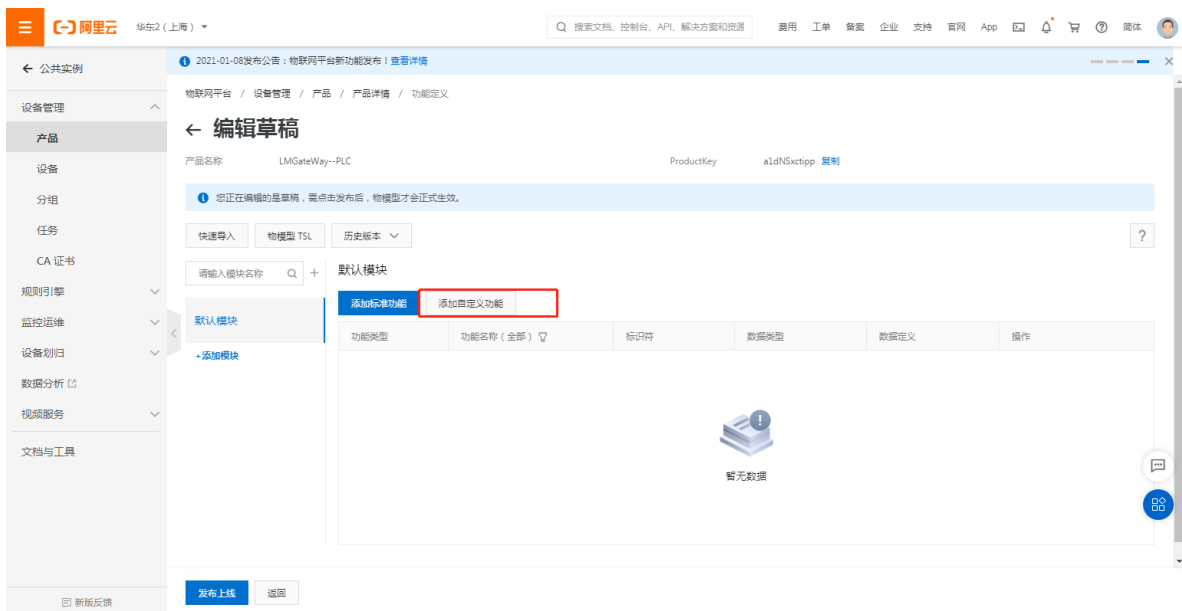 阿里云 华东2（上海） 搜索文档、控制台、API、解决方案和资源 费用 工单 备案 企业 支持 官网 App 简体
公共实例
2021-01-08发布公告：物联网平台新功能发布！查看详情
设备管理
产品
设备
分组
任务
CA 证书
规则引擎
监控运维
设备划归
数据分析
视频服务
文档与工具
新版反馈
物联网平台 / 设备管理 / 产品 / 产品详情 / 功能定义
编辑草稿
产品名称 LMGateWay--PLC ProductKey a1dNSxctipp 复制
您正在编辑的是草稿，需点击发布后，物模型才会正式生效。
快速导入 物模型 TSL 历史版本 ?
请输入模块名称 +
默认模块
+添加模块
默认模块
添加标准功能 添加自定义功能
功能类型 功能名称（全部） 标识符 数据类型 数据定义 操作
暂无数据
发布上线 返回